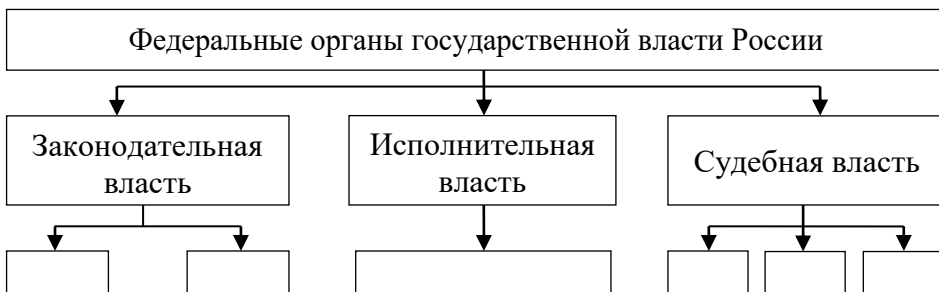 Федеральные органы государственной власти России
Законодательная
власть
Исполнительная
власть
Судебная власть